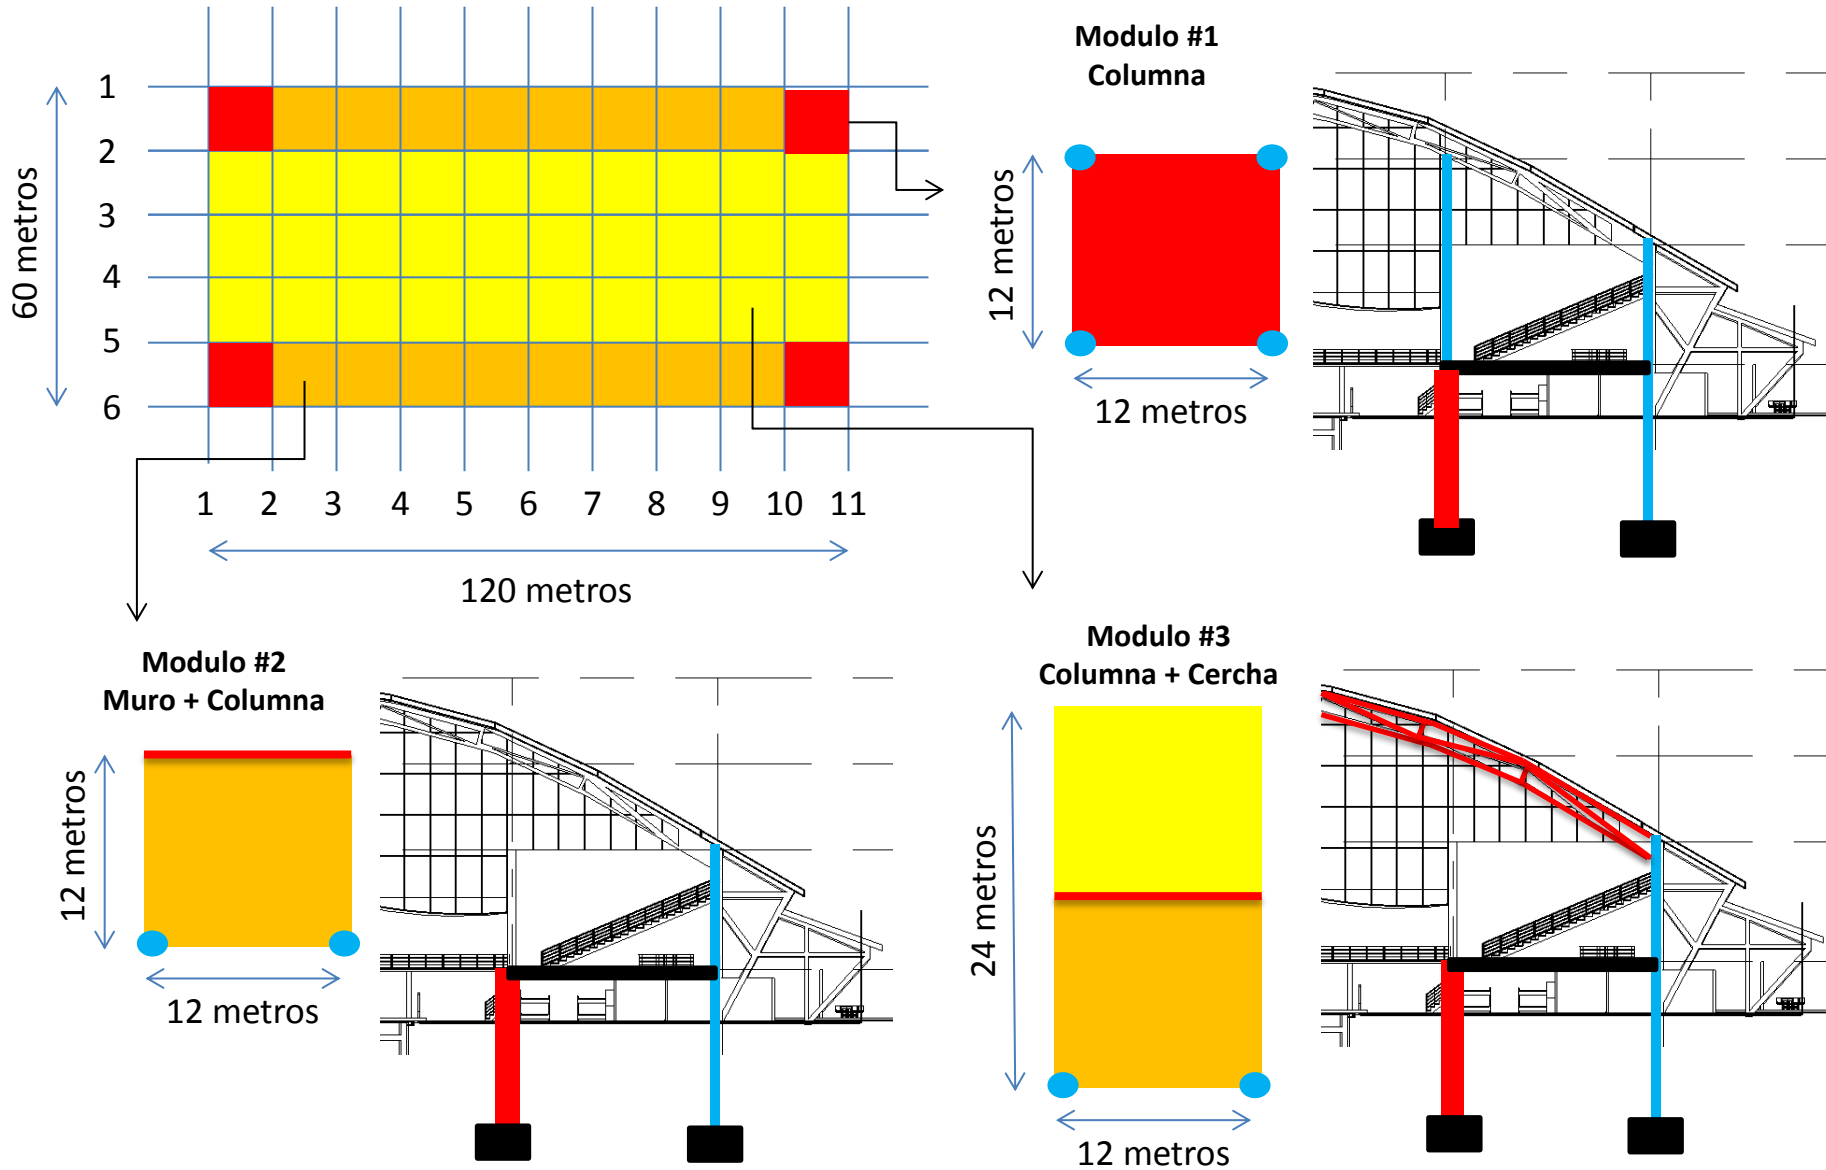 1
2
3
4
5
6
60 metros
1 2 3 4 5 6 7 8 9 10 11
120 metros
Modulo #1
Columna
12 metros
12 metros
Modulo #2
Muro + Columna
12 metros
12 metros
Modulo #3
Columna + Cercha
24 metros
12 metros